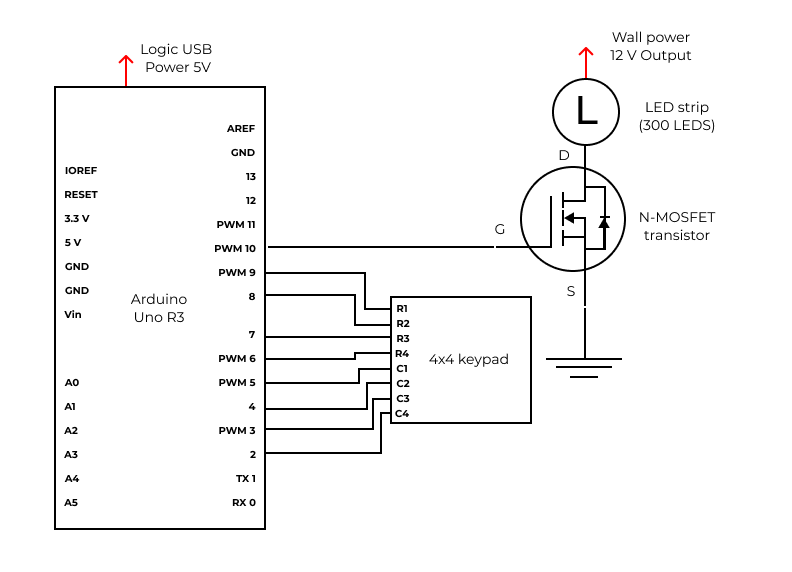 Logic USB
Power 5V
Wall power
12 V Output
L
LED strip
(300 LEDS)
D
N-MOSFET
transistor
G
S
AREF
GND
13
12
PWM 11
PWM 10
PWM 9
8
7
PWM 6
PWM 5
4
PWM 3
2
TX 1
RX 0
IOREF
RESET
3.3 V
5 V
GND
GND
Vin
A0
A1
A2
A3
A4
A5
Arduino
Uno R3
R1
R2
R3
R4
C1
C2
C3
C4
4x4 keypad